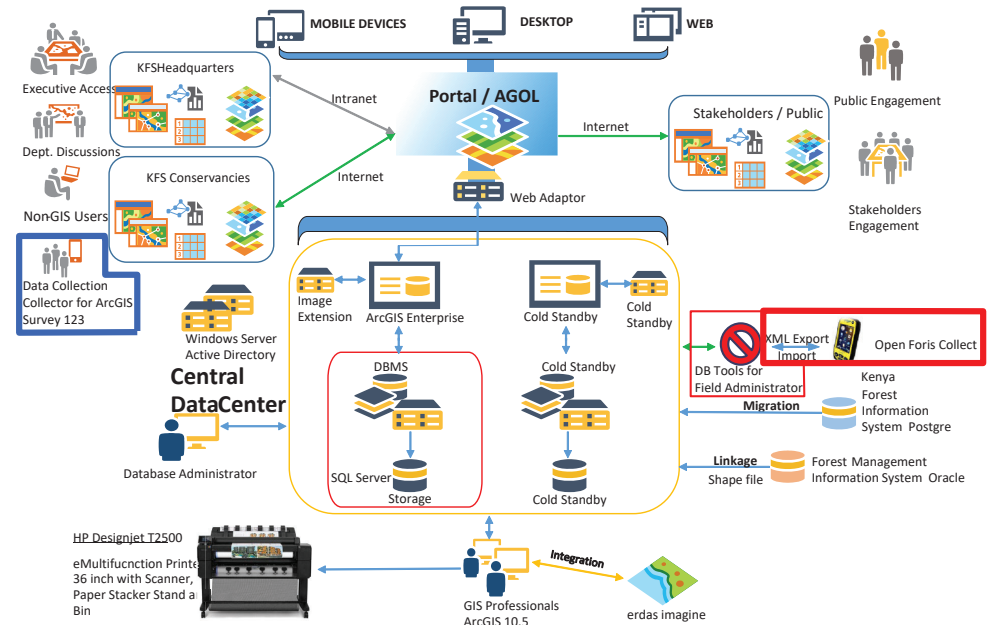 MOBILE DEVICES
DESKTOP
WEB
Executive Access
Dept. Discussions
NonGIS Users
Data Collection
Collector for ArcGIS
Survey 123
KFSHeadquarters
KFS Conservancies
Intranet
Internet
Portal / AGOL
Web Adaptor
Internet
Stakeholders / Public
Public Engagement
Stakeholders
Engagement
Windows Server
Active Directory
Central
DataCenter
Database Administrator
Image
Extension
ArcGIS Enterprise
DBMS
SQL Server
Storage
Cold Standby
Cold
Standby
Cold Standby
Cold Standby
XML Export
Import
DB Tools for
Field Administrator
Open Foris Collect
Migration
Kenya
Forest
Information
System Postgre
Linkage
Shape file
Forest Management
Information System Oracle
HP Designjet T2500
eMultifucnction Printe
36 inch with Scanner,
Paper Stacker Stand a
Bin
GIS Professionals
ArcGIS 10.5
Integration
erdas imagine